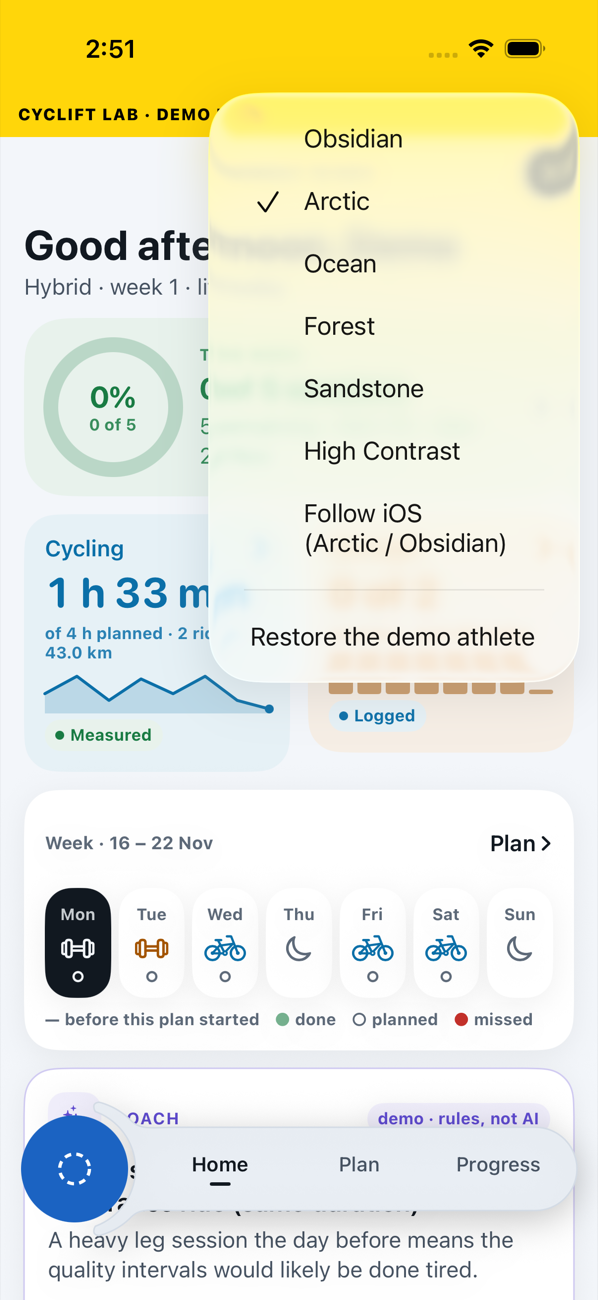 2:51
CYCLIFT LAB · DEMO
Obsidian
Arctic
Ocean
Forest
Sandstone
High Contrast
Follow iOS
(Arctic / Obsidian)
Restore the demo athlete
Good
Hybrid · week 1 ·
0%
0 of 5
Cycling
1 h 33
of 4 h planned · 2
43.0 km
Measured
Logged
Week · 16 – 22 Nov
Plan
Mon
Tue
Wed
Thu
Fri
Sat
Sun
— before this plan started
done
planned
missed
demo · rules, not AI
Home
Plan
Progress
A heavy leg session the day before means the
quality intervals would likely be done tired.